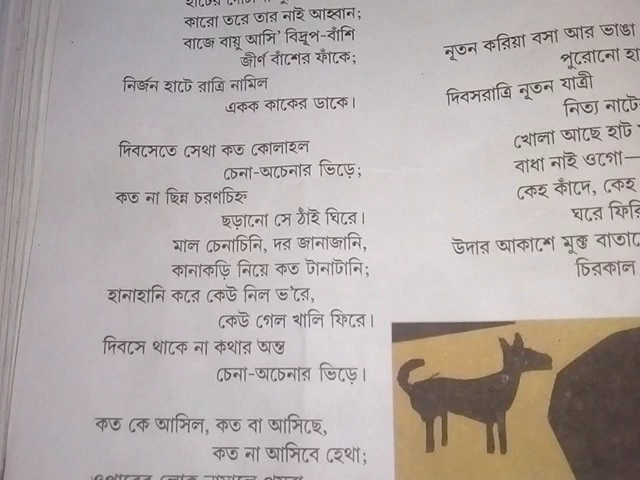 কারো তরে তার নাই আহ্বান;
বাজে বায়ু আসি' বিদ্রূপ-বাঁশি
জীর্ণ বাঁশের ফাঁকে;
নির্জন হাটে রাত্রি নামিল
একক কাকের ডাকে।
দিবসেতে সেথা কত কোলাহল
চেনা-অচেনার ভিড়ে;
কত না ছিন্ন চরণচিহ্ন
ছড়ানো সে ঠাঁই ঘিরে।
মাল চেনাচিনি, দর জানাজানি,
কানাকড়ি নিয়ে কত টানাটানি;
হানাহানি করে কেউ নিল ভ'রে,
কেউ গেল খালি ফিরে।
দিবসে থাকে না কথার অন্ত
চেনা-অচেনার ভিড়ে।
কত কে আসিল, কত বা আসিছে,
কত না আসিবে হেথা;
নূতন করিয়া বসা আর ভাঙা
পুরোনো হা
দিবসরাত্রি নূতন যাত্রী
নিত্য নাটে
খোলা আছে হাট
বাধা নাই ওগো—
কেহ কাঁদে, কেহ
ঘরে ফিরি
উদার আকাশে মুক্ত বাতাসে
চিরকাল